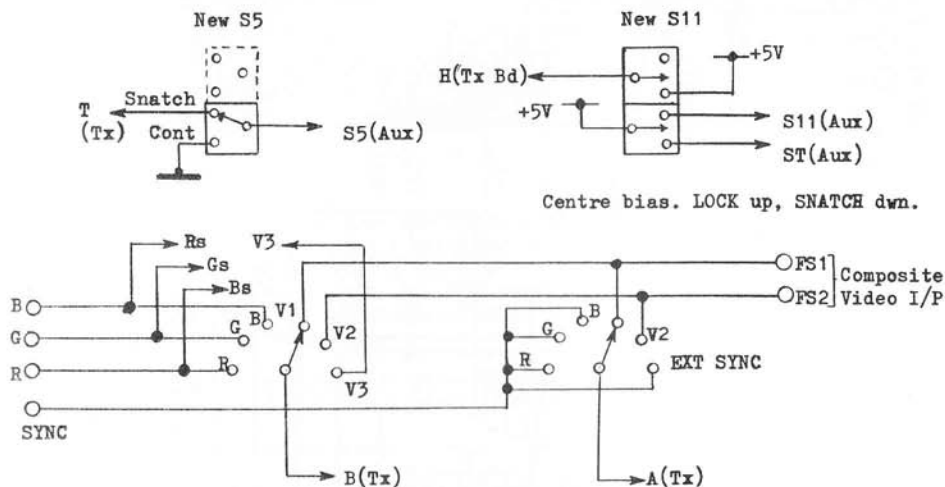 New S5
New S11
+5V
H(Tx Bd)
+5V
Snatch
T
(Tx)
Cont
S5(Aux)
S11(Aux)
ST(Aux)
Centre bias. LOCK up, SNATCH dwn.
Rs
Gs
Bs
V3
FS1
FS2
Composite
Video I/P
B
G
R
SYNC
B
G
R
V1
V2
V3
B
G
R
V2
EXT SYNC
B(Tx)
A(Tx)